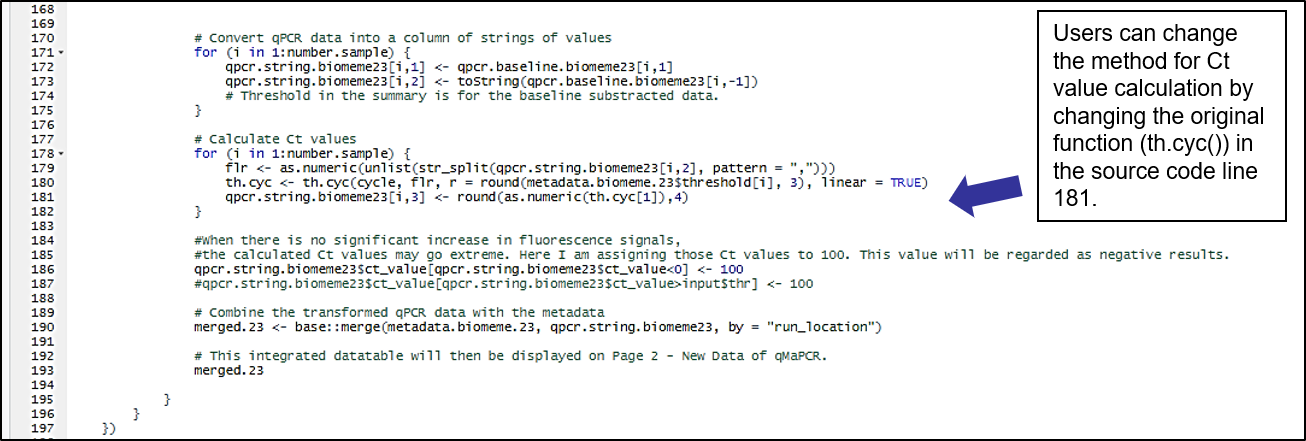 168
169
170 # Convert qPCR data into a column of strings of values
171 for (i in 1:number.sample) {
172 qpcr.string.biomeme23[i,1] <- qpcr.baseline.biomeme23[i,1]
173 qpcr.string.biomeme23[i,2] <- toString(qpcr.baseline.biomeme23[i,-1])
174 # Threshold in the summary is for the baseline substracted data.
175 }
176
177 # Calculate Ct values
178 for (i in 1:number.sample) {
179 flr <- as.numeric(unlist(str_split(qpcr.string.biomeme23[i,2], pattern = ",")))
180 th.cyc <- th.cyc(cycle, flr, r = round(metadata.biomeme.23$threshold[i], 3), linear = TRUE)
181 qpcr.string.biomeme23[i,3] <- round(as.numeric(th.cyc[1]),4)
182 }
183
184 #When there is no significant increase in fluorescence signals,
185 #the calculated Ct values may go extreme. Here I am assigning those Ct values to 100. This value will be regarded as negative results.
186 qpcr.string.biomeme23$ct_value[qpcr.string.biomeme23$ct_value<0] <- 100
187 #qpcr.string.biomeme23$ct_value[qpcr.string.biomeme23$ct_value>input$thr] <- 100
188
189 # Combine the transformed qPCR data with the metadata
190 merged.23 <- base::merge(metadata.biomeme.23, qpcr.string.biomeme23, by = "run_location")
191
192 # This integrated datatable will then be displayed on Page 2 - New Data of qMaPCR.
193 merged.23
194
195 }
196 }
197 })
Users can change
the method for Ct
value calculation by
changing the original
function (th.cyc()) in
the source code line
181.